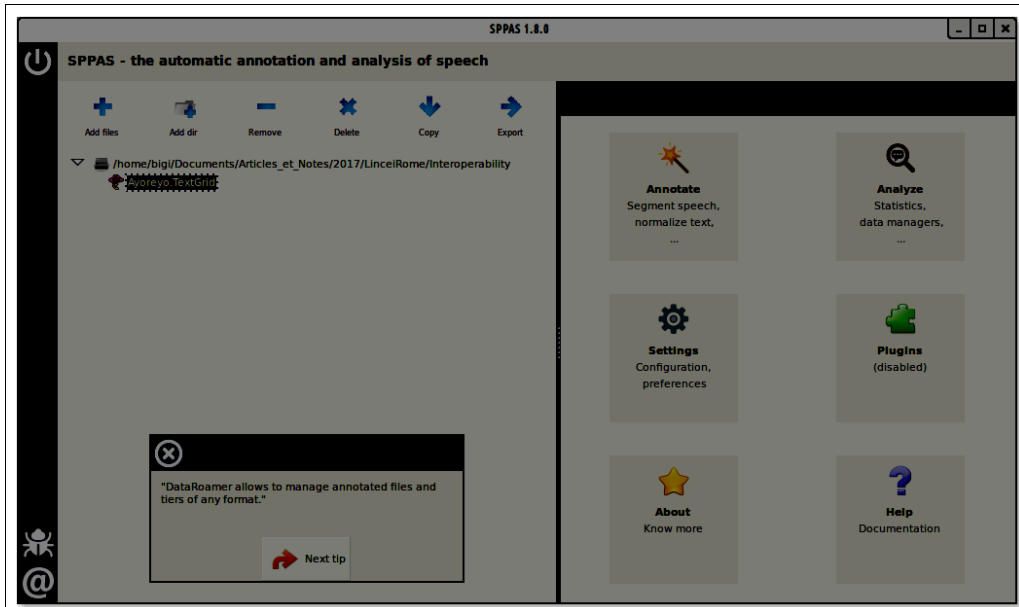 SPPAS 1.8.0
SPPAS - the automatic annotation and analysis of speech
Add files
Add dir
Remove
Delete
Copy
Export
/home/bigi/Documents/Articles_et_Notes/2017/LinceiRome/Interoperability
Ayoreyo.TextGrid
Annotate
Segment speech,
normalize text,
...
Analyze
Statistics,
data managers,
...
Settings
Configuration,
preferences
Plugins
(disabled)
"DataRoamer allows to manage annotated files and
tiers of any format."
Next tip
About
Know more
Help
Documentation
@